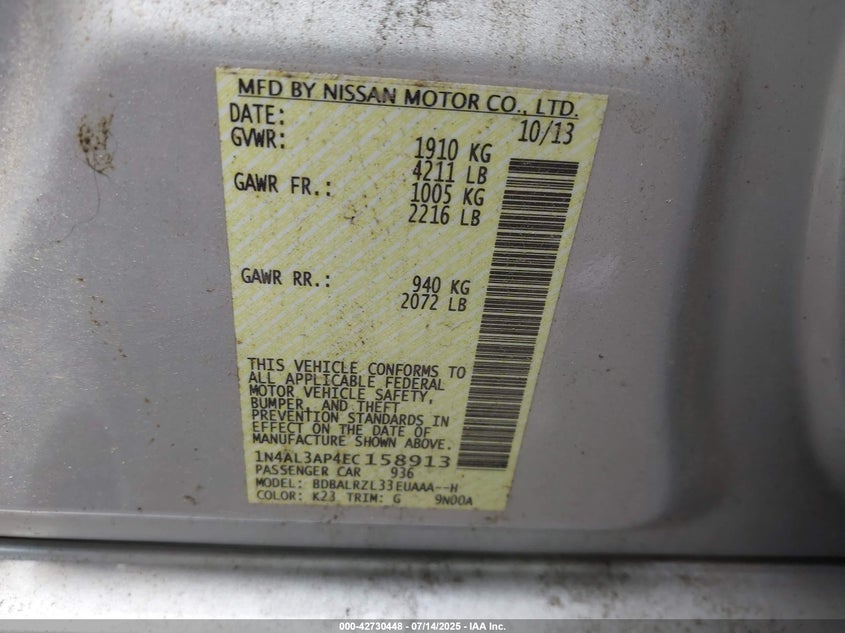 MFD BY NISSAN MOTOR CO., LTD.
DATE: 10/13
GVWR: 1910 KG
4211 LB
GAWR FR.: 1005 KG
2216 LB
GAWR RR.: 940 KG
2072 LB
THIS VEHICLE CONFORMS TO
ALL APPLICABLE FEDERAL
MOTOR VEHICLE SAFETY,
BUMPER, AND THEFT
PREVENTION STANDARDS IN
EFFECT ON THE DATE OF
MANUFACTURE SHOWN ABOVE.
1N4AL3AP4EC158913
PASSENGER CAR 936
MODEL: BDBALRZL33EUAAA--H
COLOR: K23 TRIM: G 9N00A
000-42730448 - 07/14/2025 - IAA Inc.